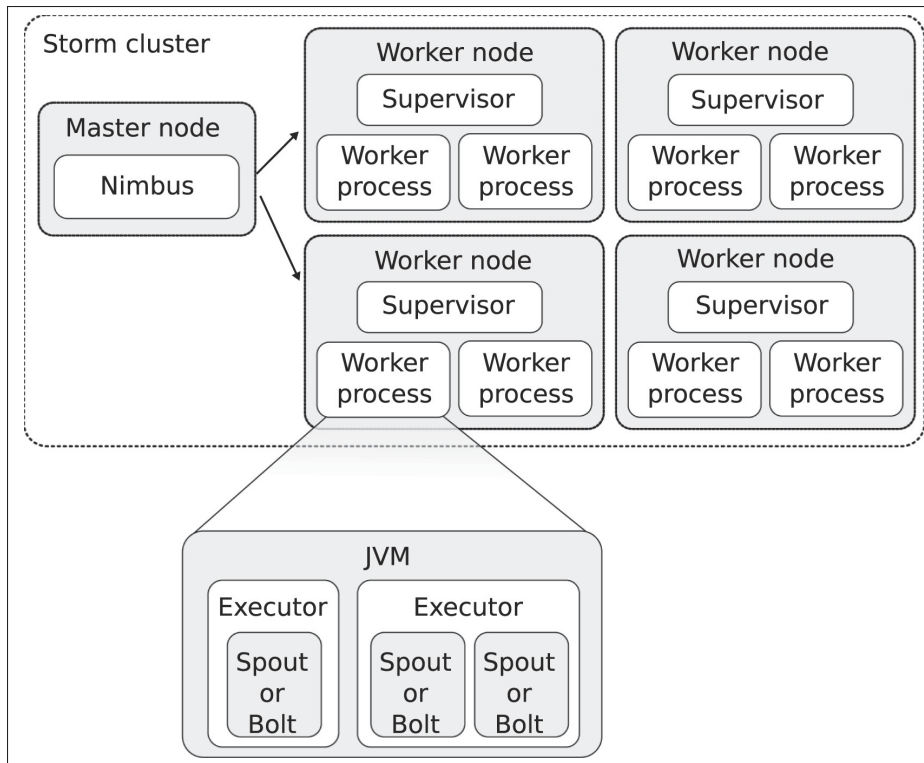 Storm cluster
Master node
Nimbus
Worker node
Supervisor
Worker
process
Worker
process
Worker node
Supervisor
Worker
process
Worker
process
Worker node
Supervisor
Worker
process
Worker
process
Worker node
Supervisor
Worker
process
Worker
process
JVM
Executor
Spout
or
Bolt
Executor
Spout
or
Bolt
Spout
or
Bolt